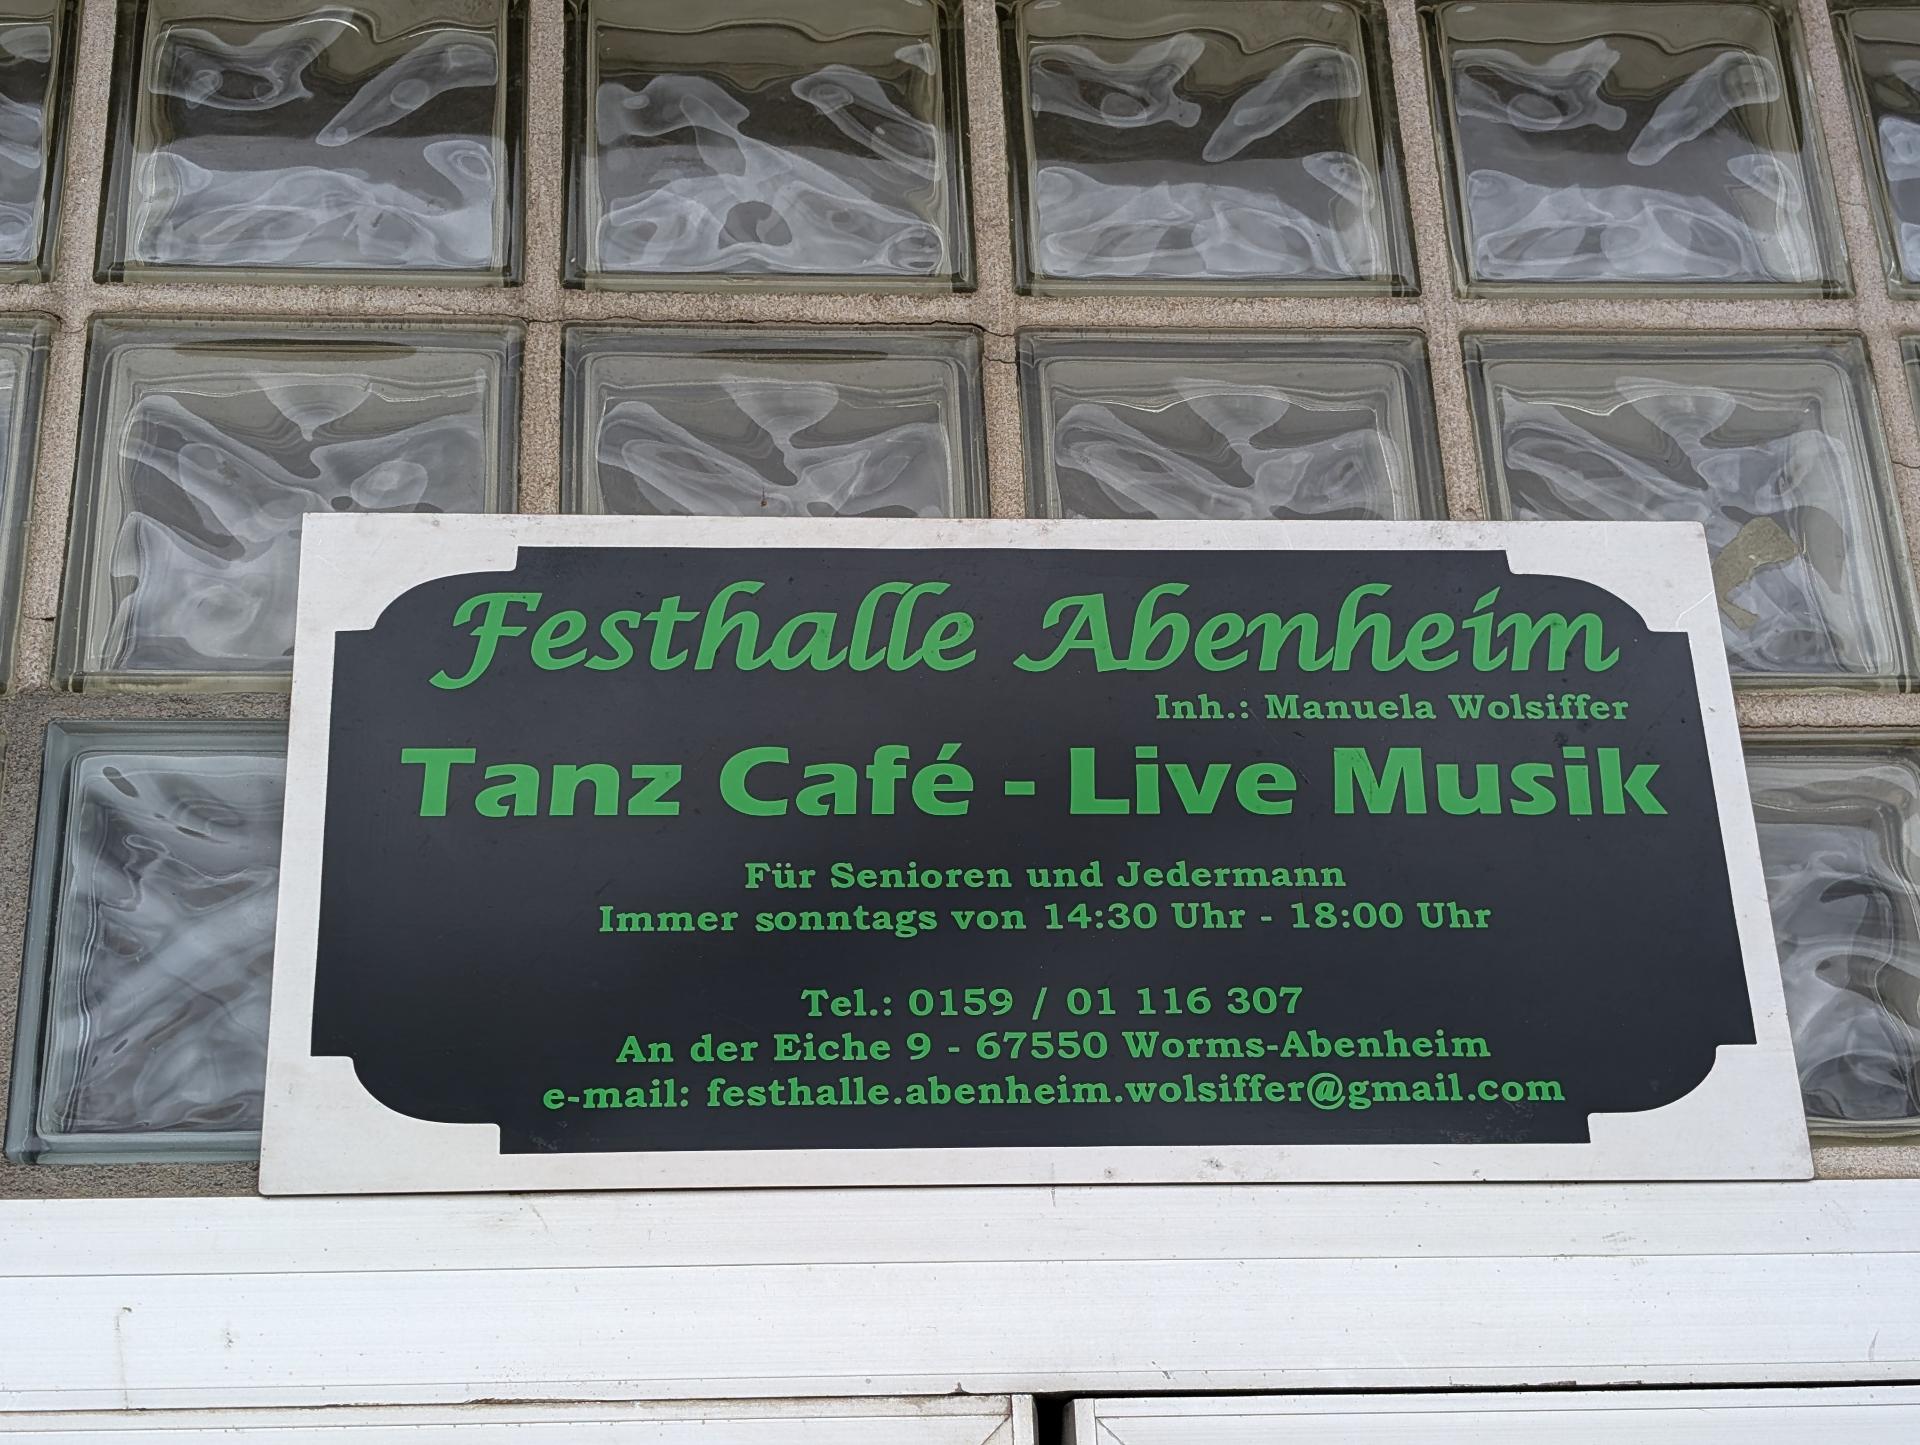 Festhalle Abenheim
Inh.: Manuela Wolsiffer
Tanz Café - Live Musik
Für Senioren und Jedermann
Immer sonntags von 14:30 Uhr - 18:00 Uhr
Tel.: 0159 / 01 116 307
An der Eiche 9 - 67550 Worms-Abenheim
e-mail: festhalle.abenheim.wolsiffer@gmail.com